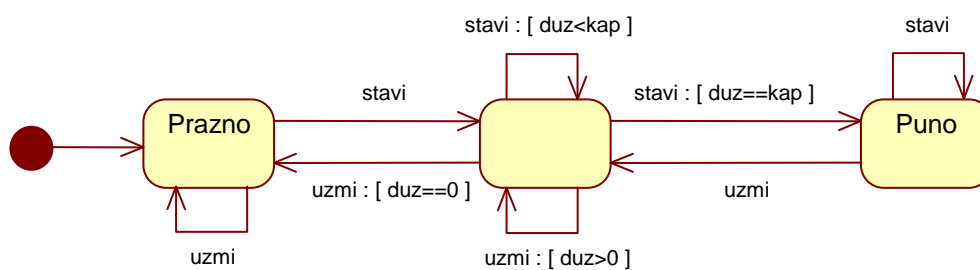 stavi : [ duz<kap ]
stavi
stavi
stavi : [ duz==kap ]
Prazno
Puno
uzmi : [ duz==0 ]
uzmi
uzmi
uzmi : [ duz>0 ]